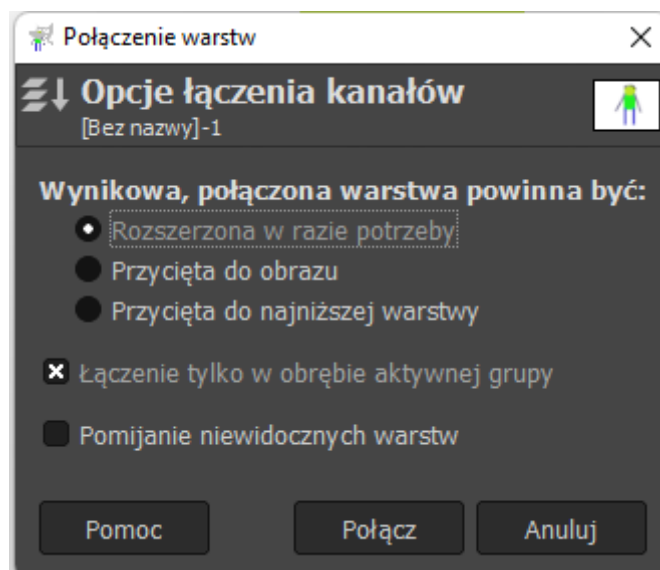 Połączenie warstw
Opcje łączenia kanałów
[Bez nazwy]-1
Wynikowa, połączona warstwa powinna być:
Rozszerzona w razie potrzeby
Przycięta do obrazu
Przycięta do najniższej warstwy
Łączenie tylko w obrębie aktywnej grupy
Pomijanie niewidocznych warstw
Pomoc Połącz Anuluj